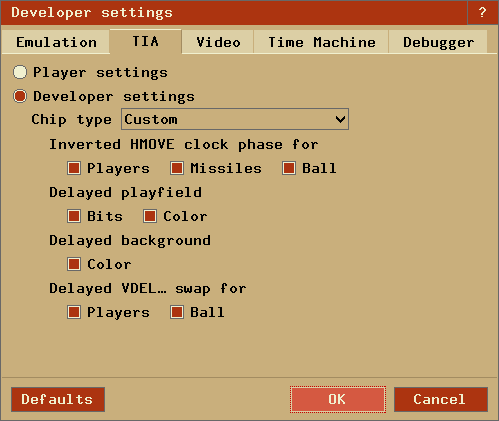 Developer settings ?
Emulation TIA Video Time Machine Debugger
Player settings
Developer settings
Chip type Custom
Inverted HMOVE clock phase for
Players Missiles Ball
Delayed playfield
Bits Color
Delayed background
Color
Delayed VDEL… swap for
Players Ball
Defaults OK Cancel